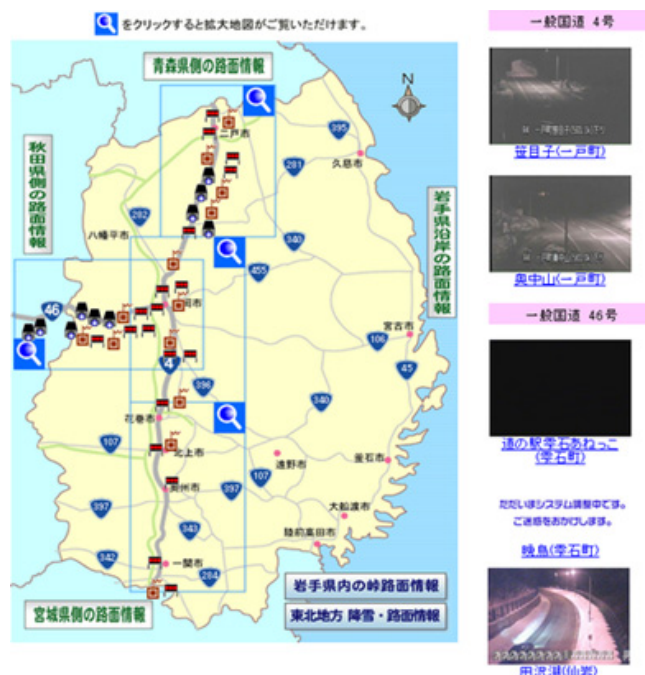 をクリックすると拡大地図がご覧いただけます。
青森県側の路面情報
秋田県側の路面情報
岩手県沿岸の路面情報
N
二戸市
395
久慈市
281
282
八幡平市
340
455
46
岡市
宮古市
106
45
4
396
花巻市
340
107
北上市
遠野市
釜石市
107
奥州市
397
397
大船渡市
343
陸前高田市
342
一関市
284
宮城県側の路面情報
岩手県内の峠路面情報
東北地方 降雪・路面情報
一般国道 4号
笹目子(一戸町)
奥中山(一戸町)
一般国道 46号
道の駅雫石あねっこ
(雫石町)
ただいまシステム調整中です。
ご迷惑をおかけします。
橋場(雫石町)
田沢湖(仙岩)